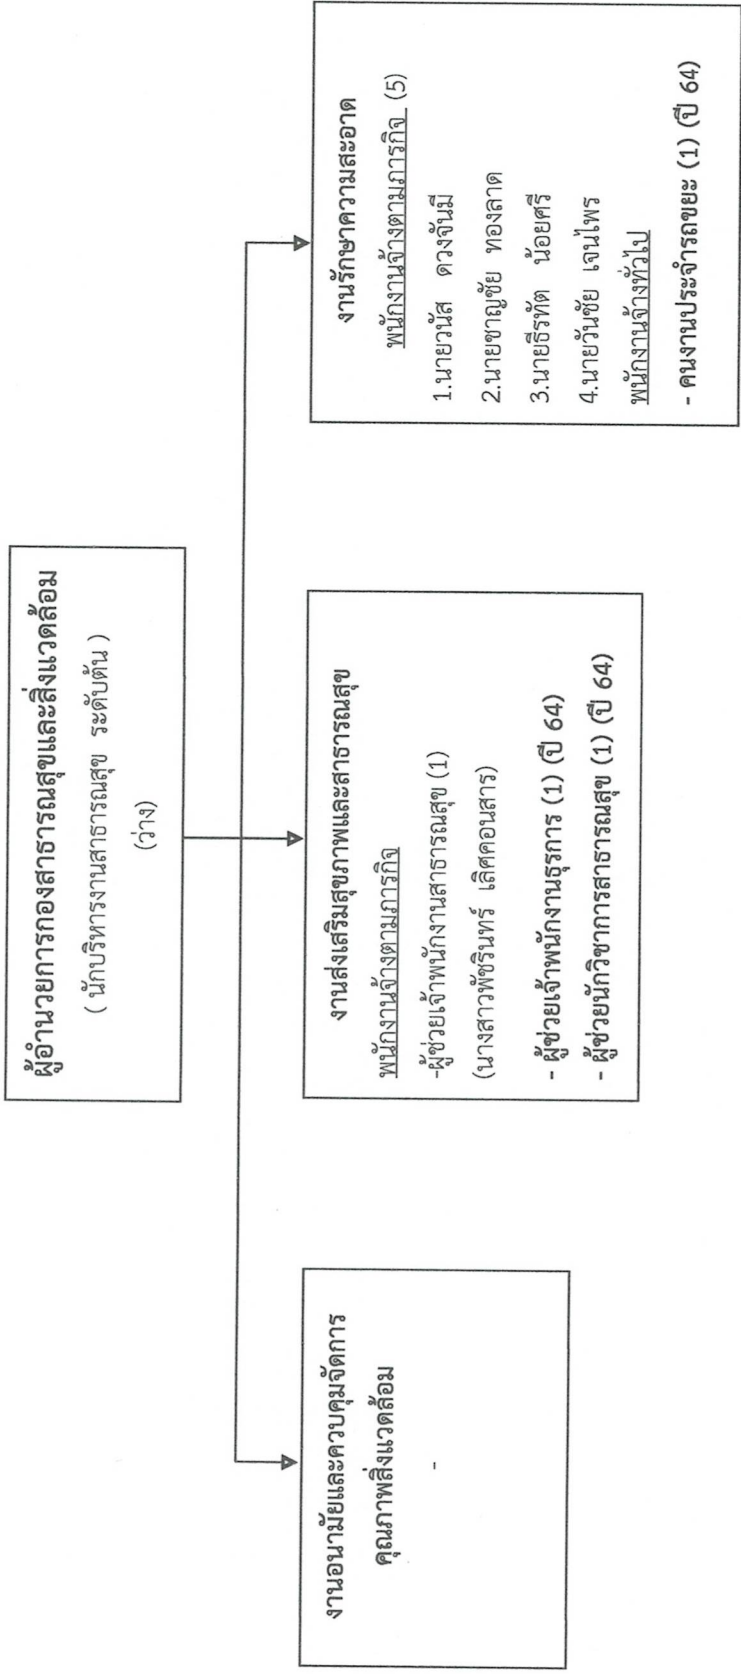 ผู้อำนวยการกองสาธารณสุขและสิ่งแวดล้อม
( นักบริหารงานสาธารณสุข ระดับต้น )
(ว่าง)
งานอนามัยและควบคุมจัดการ
คุณภาพสิ่งแวดล้อม
-
งานส่งเสริมสุขภาพและสาธารณสุข
พนักงานจ้างตามภารกิจ
-ผู้ช่วยเจ้าพนักงานสาธารณสุข (1)
(นางสาวพัชรินทร์ เลิศคอนสาร)
- ผู้ช่วยเจ้าพนักงานธุรการ (1) (ปี 64)
- ผู้ช่วยนักวิชาการสาธารณสุข (1) (ปี 64)
งานรักษาความสะอาด
พนักงานจ้างตามภารกิจ (5)
1.นายวนัส ดวงจันมี
2.นายชาญชัย ทองลาด
3.นายธีรทัต น้อยศรี
4.นายวันชัย เจนไพร
พนักงานจ้างทั่วไป
- คนงานประจำรถขยะ (1) (ปี 64)